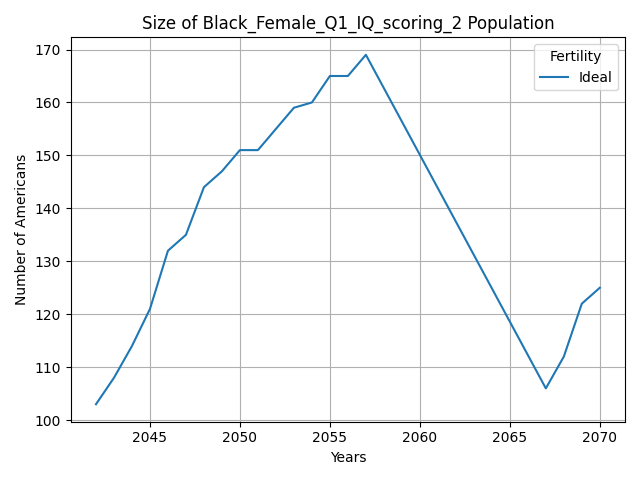 Size of Black_Female_Q1_IQ_scoring_2 Population
Fertility
Ideal
Number of Americans
170
160
150
140
130
120
110
100
2045 2050 2055 2060 2065 2070
Years